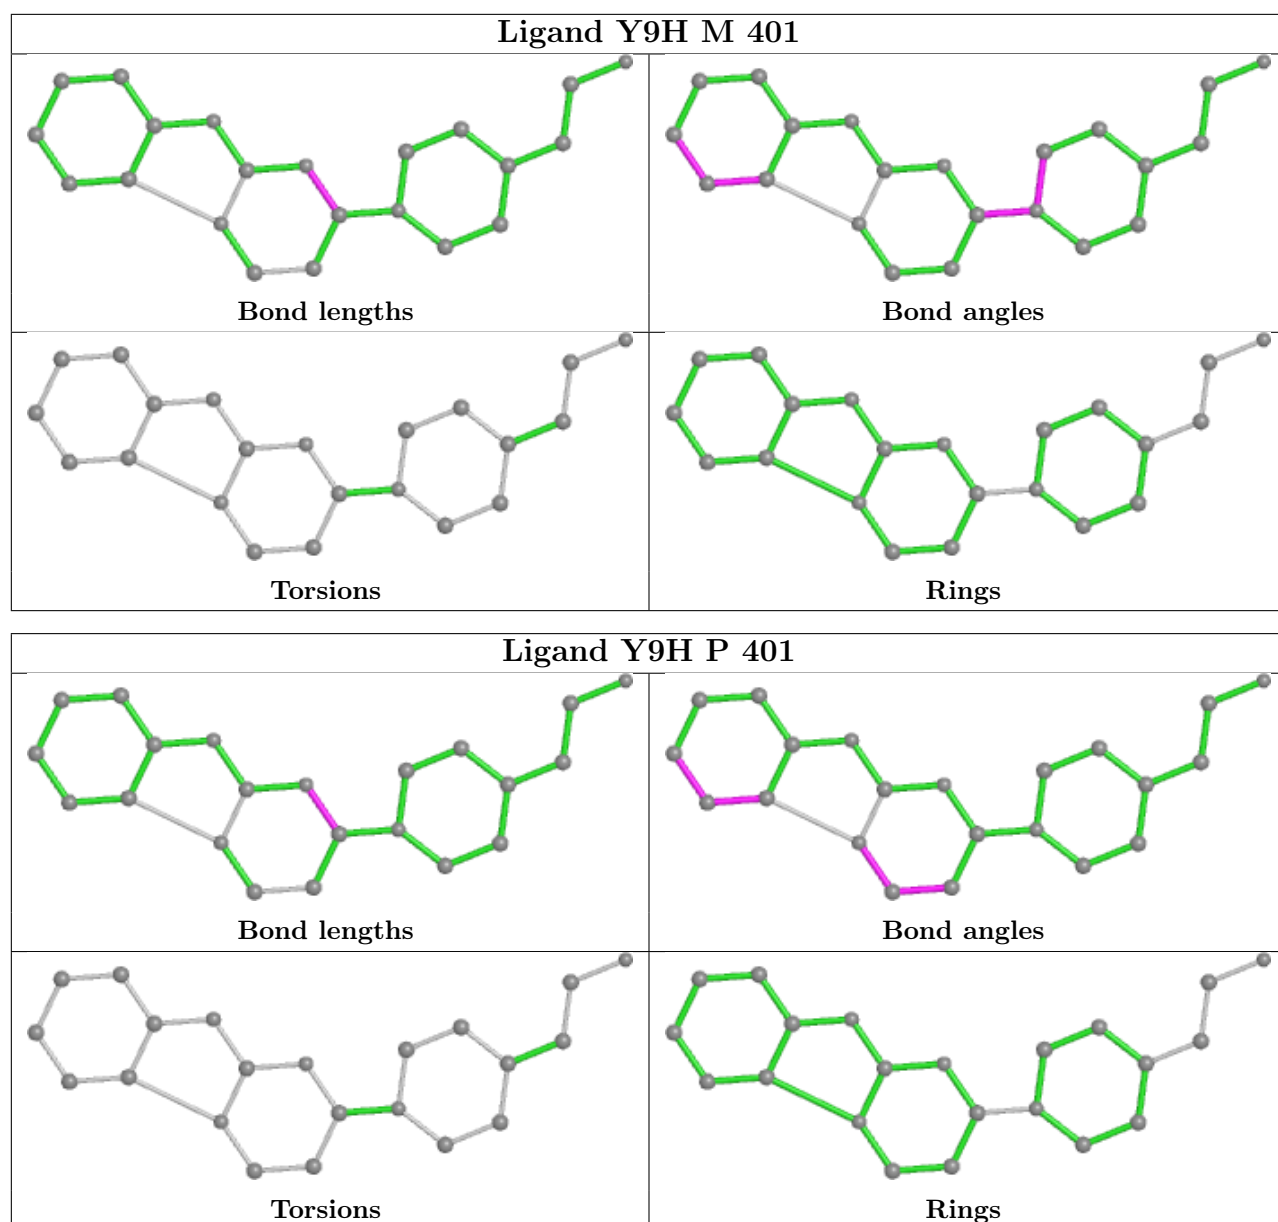 Ligand Y9H M 401
Bond lengths
Bond angles
Torsions
Rings
Ligand Y9H P 401
Bond lengths
Bond angles
Torsions
Rings